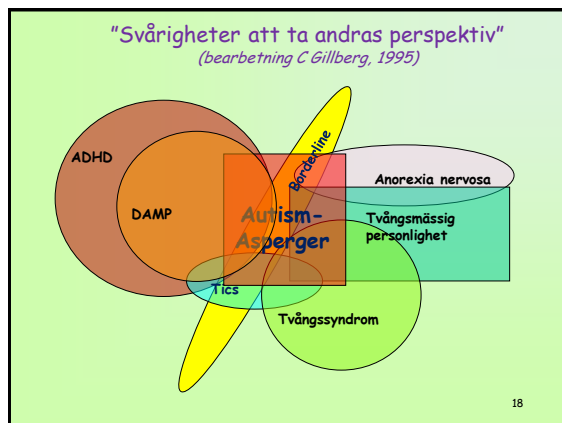 "Svårigheter att ta andras perspektiv"
(bearbetning C Gillberg, 1995)
ADHD
Borderline
Anorexia nervosa
DAMP
Autism-
Asperger
Tvångsmässig
personlighet
Tics
Tvångssyndrom
18